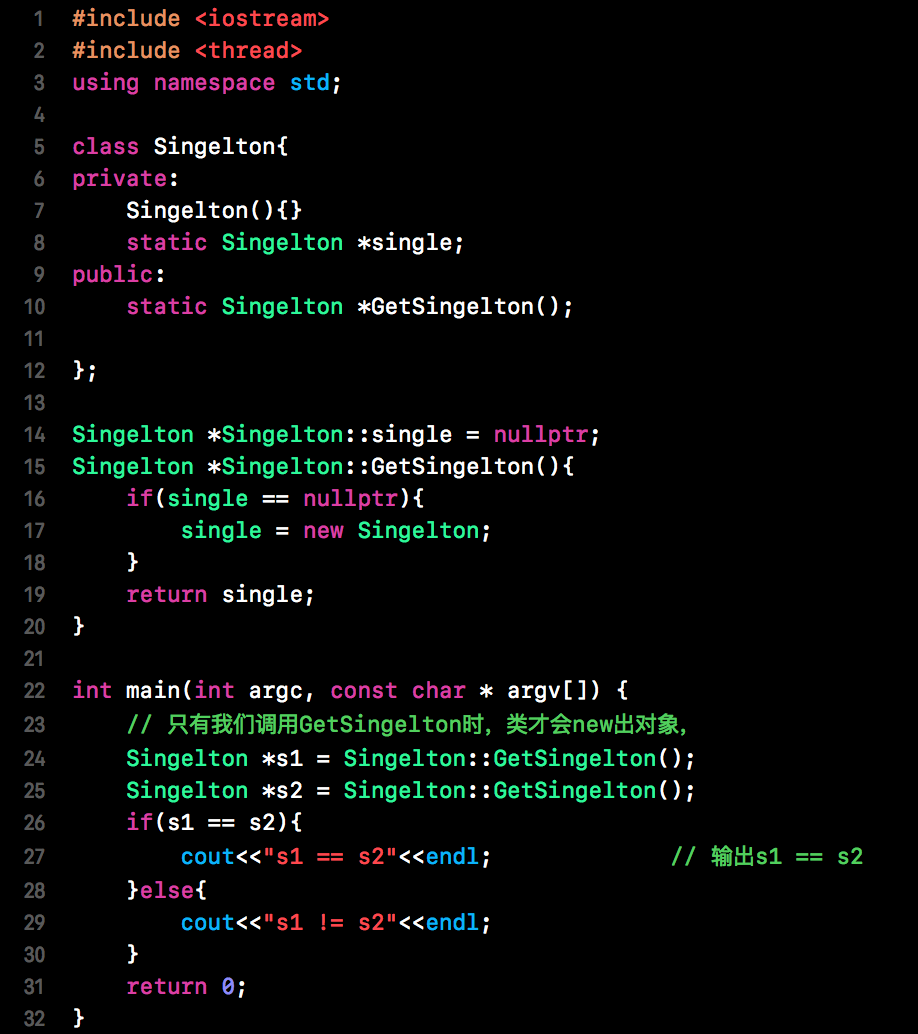 1 #include <iostream>
2 #include <thread>
3 using namespace std;
4
5 class Singelton{
6 private:
7     Singelton(){}
8     static Singelton *single;
9 public:
10     static Singelton *GetSingelton();
11
12 };
13
14 Singelton *Singelton::single = nullptr;
15 Singelton *Singelton::GetSingelton(){
16     if(single == nullptr){
17         single = new Singelton;
18     }
19     return single;
20 }
21
22 int main(int argc, const char * argv[]) {
23     // 只有我们调用GetSingelton时，类才会new出对象，
24     Singelton *s1 = Singelton::GetSingelton();
25     Singelton *s2 = Singelton::GetSingelton();
26     if(s1 == s2){
27         cout<<"s1 == s2"<<endl;             // 输出s1 == s2
28     }else{
29         cout<<"s1 != s2"<<endl;
30     }
31     return 0;
32 }